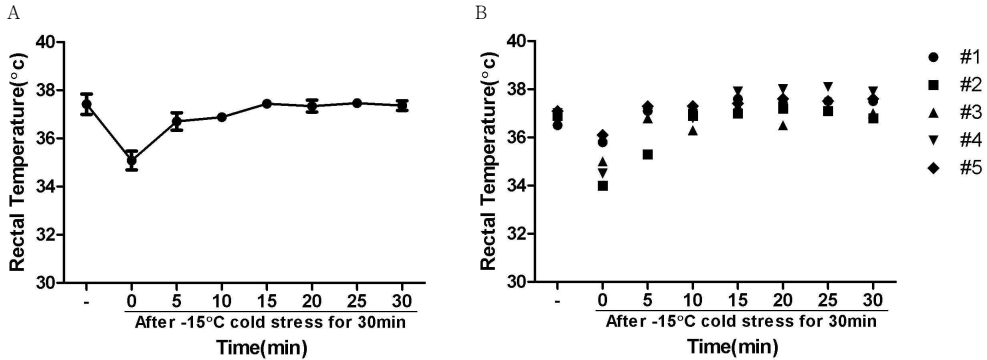 A
Rectal Temperature(°c)
40
38
36
34
32
30
- 0 5 10 15 20 25 30
After -15°C cold stress for 30min
Time(min)
B
Rectal Temperature(°c)
40
38
36
34
32
30
- 0 5 10 15 20 25 30
After -15°C cold stress for 30min
Time(min)
#1
#2
#3
#4
#5